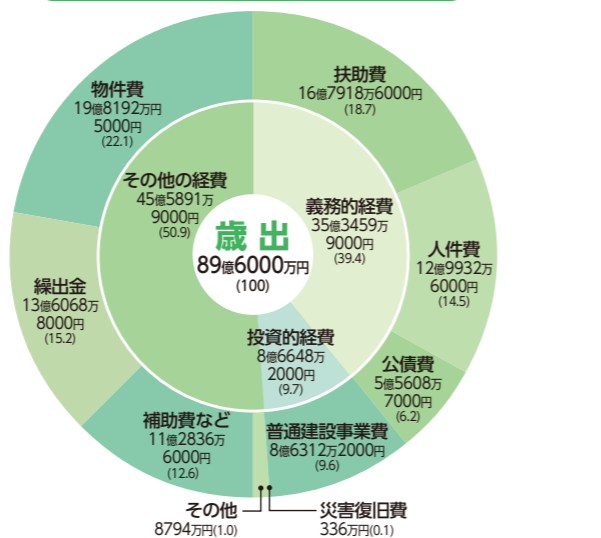 歳出
89億6000万円
(100)
義務的経費
35億3459万
9000円
(39.4)
投資的経費
8億6648万
2000円
(9.7)
その他の経費
45億5891万
9000円
(50.9)
扶助費
16億7918万6000円
(18.7)
人件費
12億9932万
6000円
(14.5)
公債費
5億5608万
7000円
(6.2)
普通建設事業費
8億6312万2000円
(9.6)
災害復旧費
336万円(0.1)
その他
8794万円(1.0)
補助費など
11億2836万
6000円
(12.6)
繰出金
13億6068万
8000円
(15.2)
物件費
19億8192万円
5000円
(22.1)